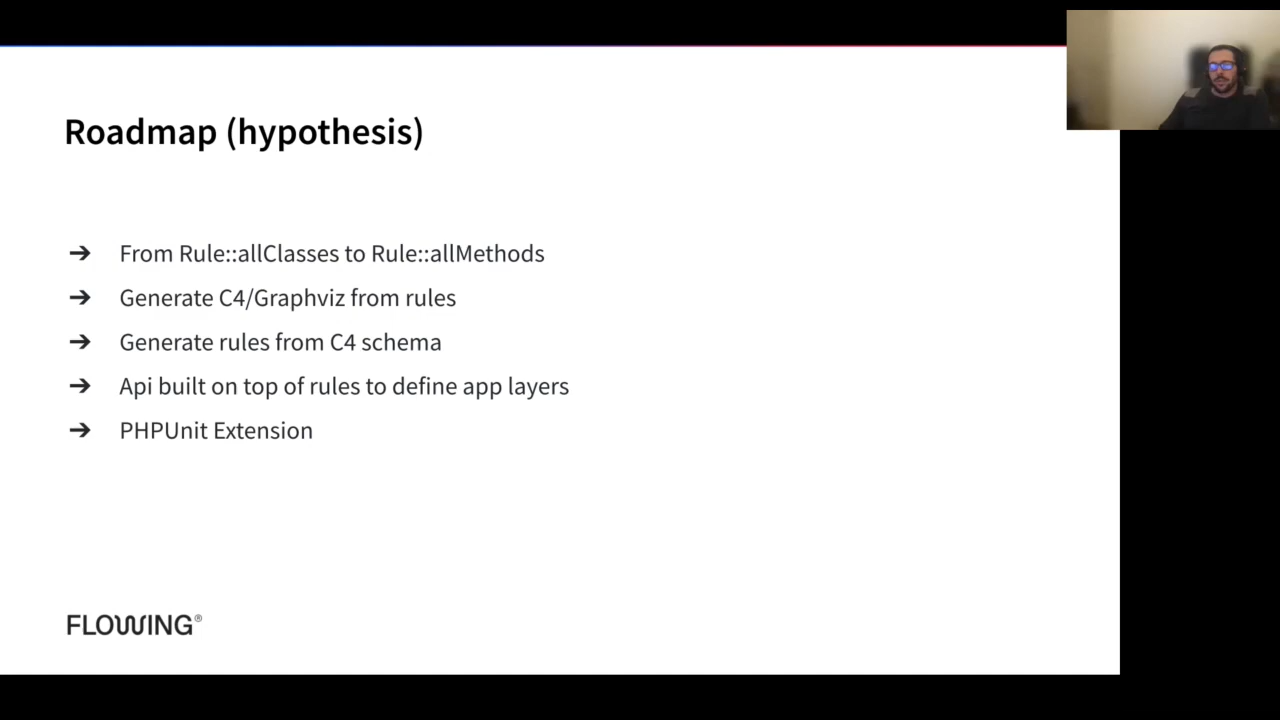 Roadmap (hypothesis)
➔ From Rule::allClasses to Rule::allMethods
➔ Generate C4/Graphviz from rules
➔ Generate rules from C4 schema
➔ Api built on top of rules to define app layers
➔ PHPUnit Extension
FLOWING®